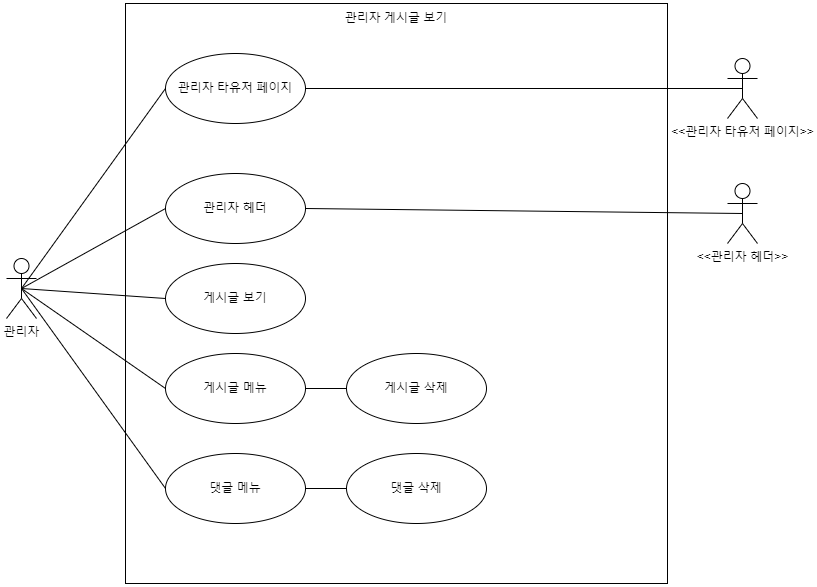 관리자 게시글 보기
관리자 타유저 페이지
<<관리자 타유저 페이지>>
관리자 헤더
<<관리자 헤더>>
관리자
게시글 보기
게시글 메뉴
게시글 삭제
댓글 메뉴
댓글 삭제